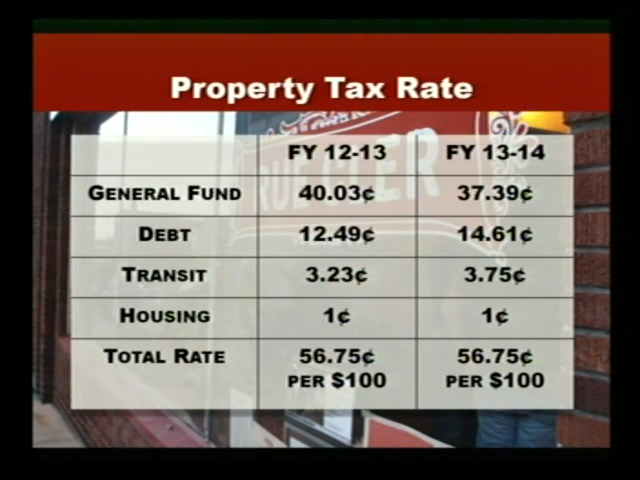 Property Tax Rate
FY 12-13 FY 13-14
GENERAL FUND 40.03¢ 37.39¢
DEBT 12.49¢ 14.61¢
TRANSIT 3.23¢ 3.75¢
HOUSING 1¢ 1¢
TOTAL RATE 56.75¢ PER $100 56.75¢ PER $100